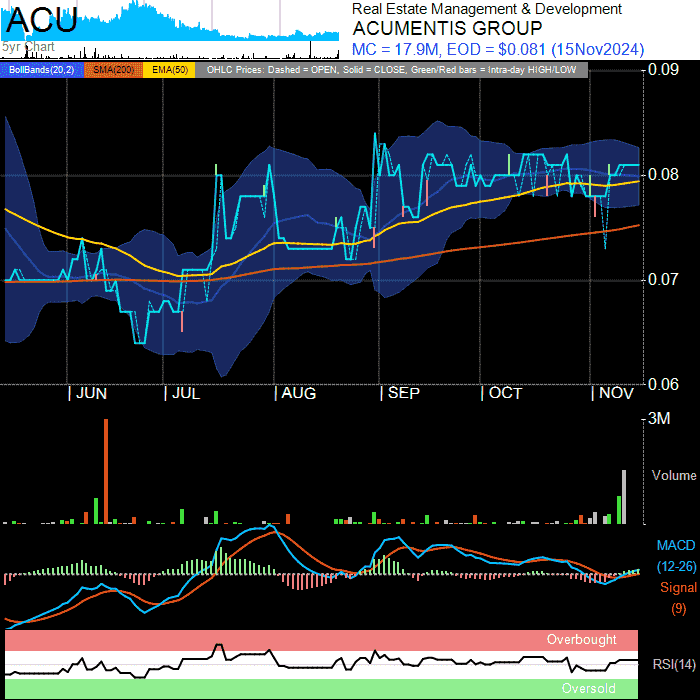 ACU
5yr Chart
Real Estate Management & Development
ACUMENTIS GROUP
MC = 17.9M, EOD = $0.081 (15Nov2024)
BollBands(20,2) SMA(200) EMA(50) OHLC Prices: Dashed = OPEN, Solid = CLOSE, Green/Red bars = Intra-day HIGH/LOW
0.09
0.08
0.07
0.06
JUN JUL AUG SEP OCT NOV
3M
Volume
MACD
(12-26)
Signal
(9)
Overbought
RSI(14)
Oversold